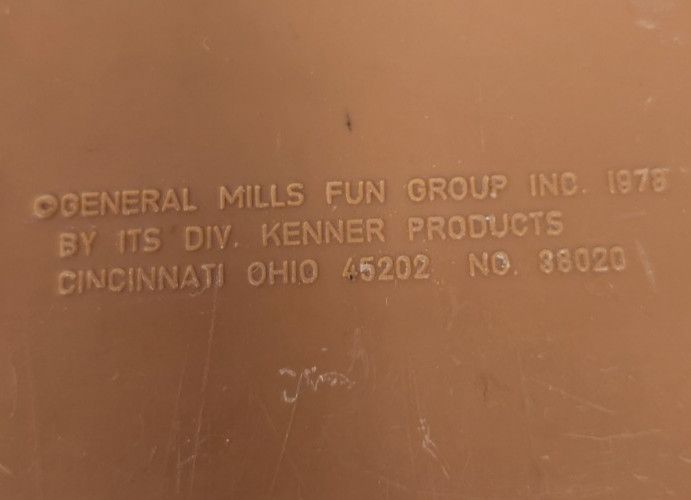 ©GENERAL MILLS FUN GROUP INC. 1978
BY ITS DIV. KENNER PRODUCTS
CINCINNATI OHIO 45202 NO. 38020